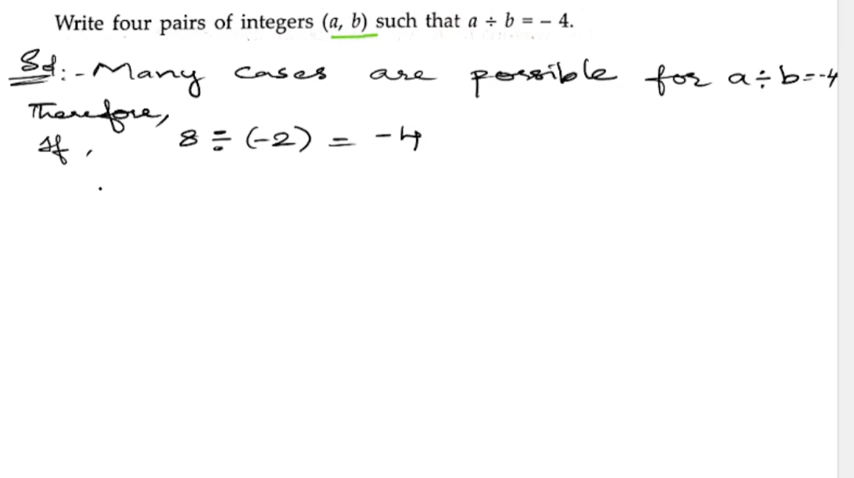 Write four pairs of integers (a, b) such that a ÷ b = – 4.
Sol:- Many cases are possible for a ÷ b = -4
Therefore,
If, 8 ÷ (-2) = -4